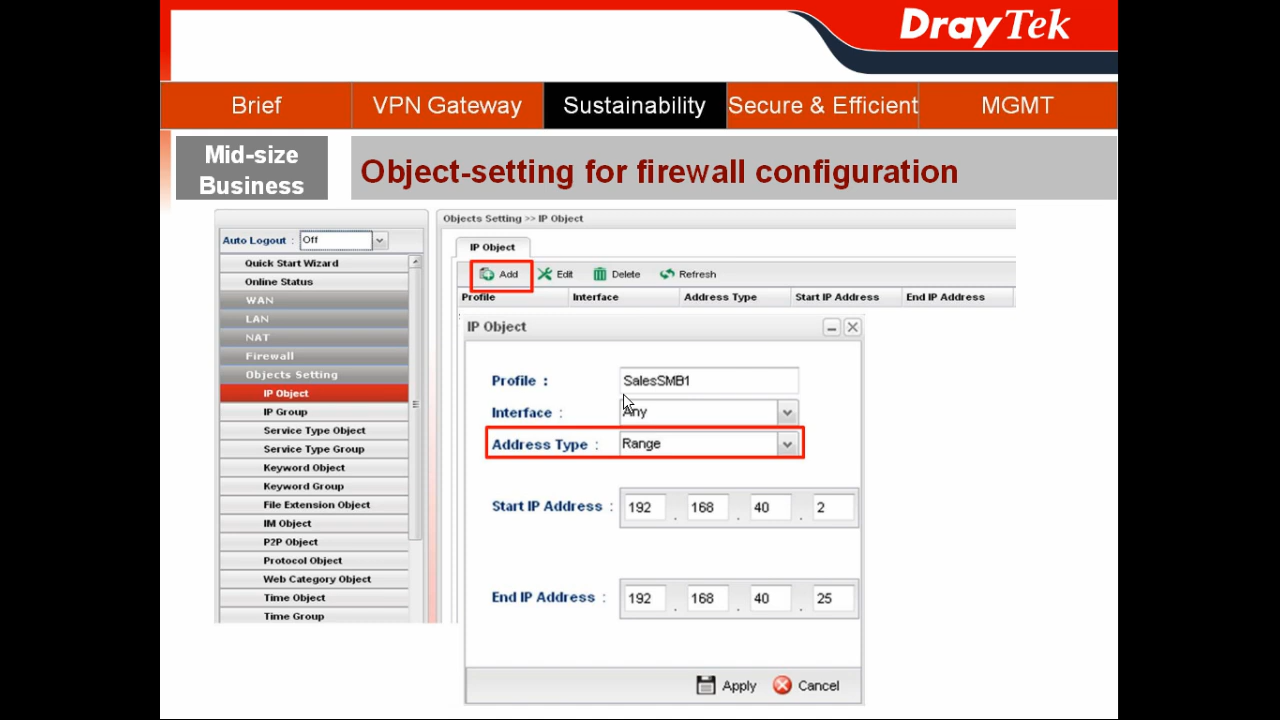 DrayTek
Brief VPN Gateway Sustainability Secure & Efficient MGMT
Mid-size
Business
Object-setting for firewall configuration
Auto Logout : Off
Quick Start Wizard
Online Status
WAN
LAN
NAT
Firewall
Objects Setting
IP Object
IP Group
Service Type Object
Service Type Group
Keyword Object
Keyword Group
File Extension Object
IM Object
P2P Object
Protocol Object
Web Category Object
Time Object
Time Group
Objects Setting >> IP Object
IP Object
Add Edit Delete Refresh
Profile Interface Address Type Start IP Address End IP Address
IP Object
Profile : SalesSMB1
Interface : Any
Address Type : Range
Start IP Address : 192 . 168 . 40 . 2
End IP Address : 192 . 168 . 40 . 25
Apply Cancel